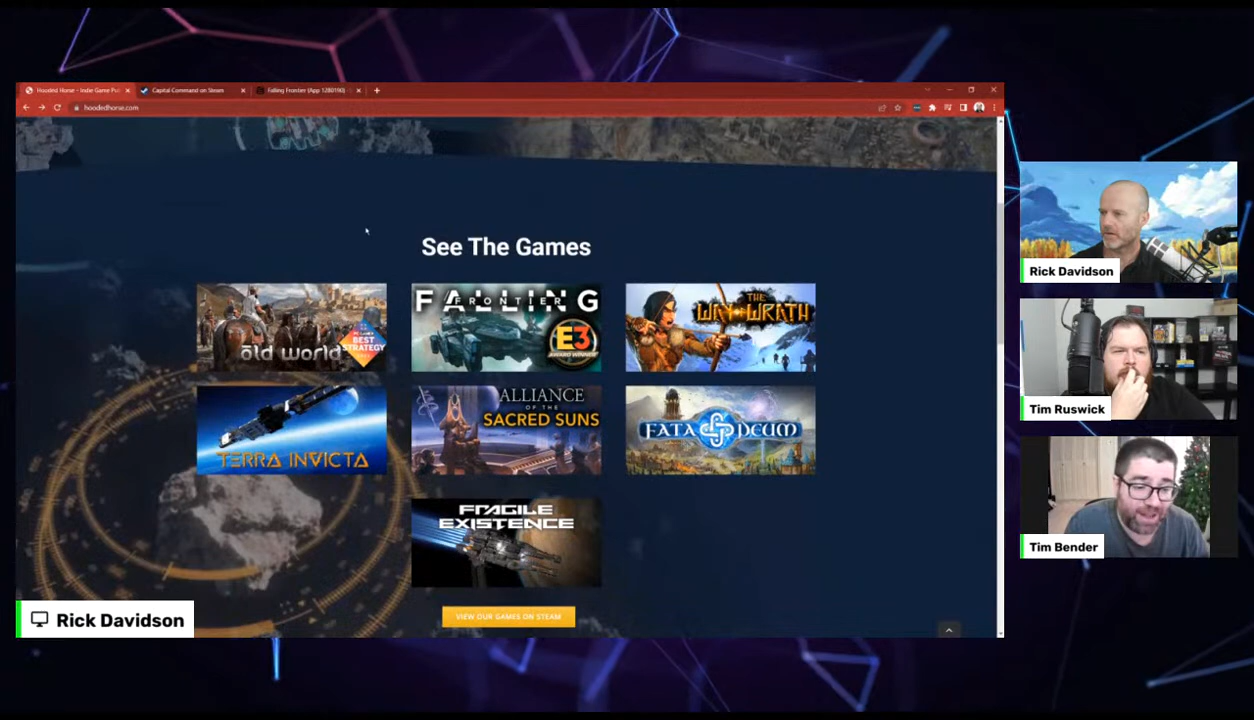 Hooded Horse - Indie Game Pu
Capital Command on Steam
Falling Frontier (App 1280190)
hoodedhorse.com
See The Games
old world
BEST STRATEGY
FALLING
FRONTIER
E3
AWARD WINNER
THE
WAY OF WRATH
TERRA INVICTA
ALLIANCE
OF THE
SACRED SUNS
FATA DEUM
FRAGILE
EXISTENCE
VIEW OUR GAMES ON STEAM
Rick Davidson
Rick Davidson
Tim Ruswick
Tim Bender